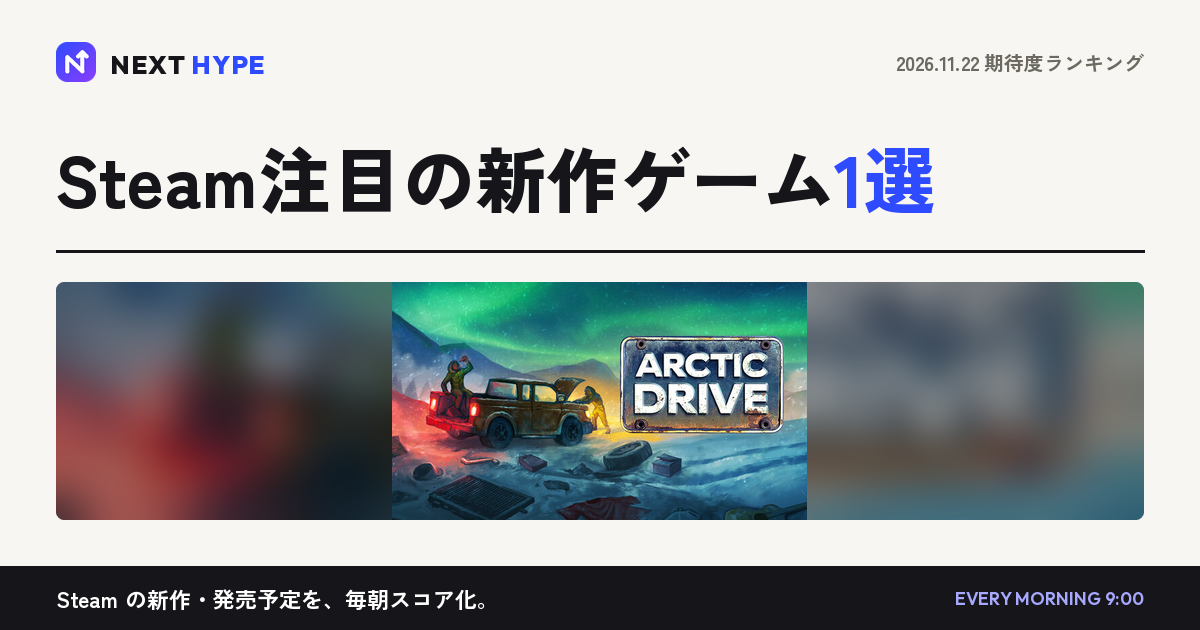 NEXT HYPE
2026.11.22 期待度ランキング
Steam注目の新作ゲーム1選
ARCTIC
DRIVE
Steam の新作・発売予定を、毎朝スコア化。
EVERY MORNING 9:00